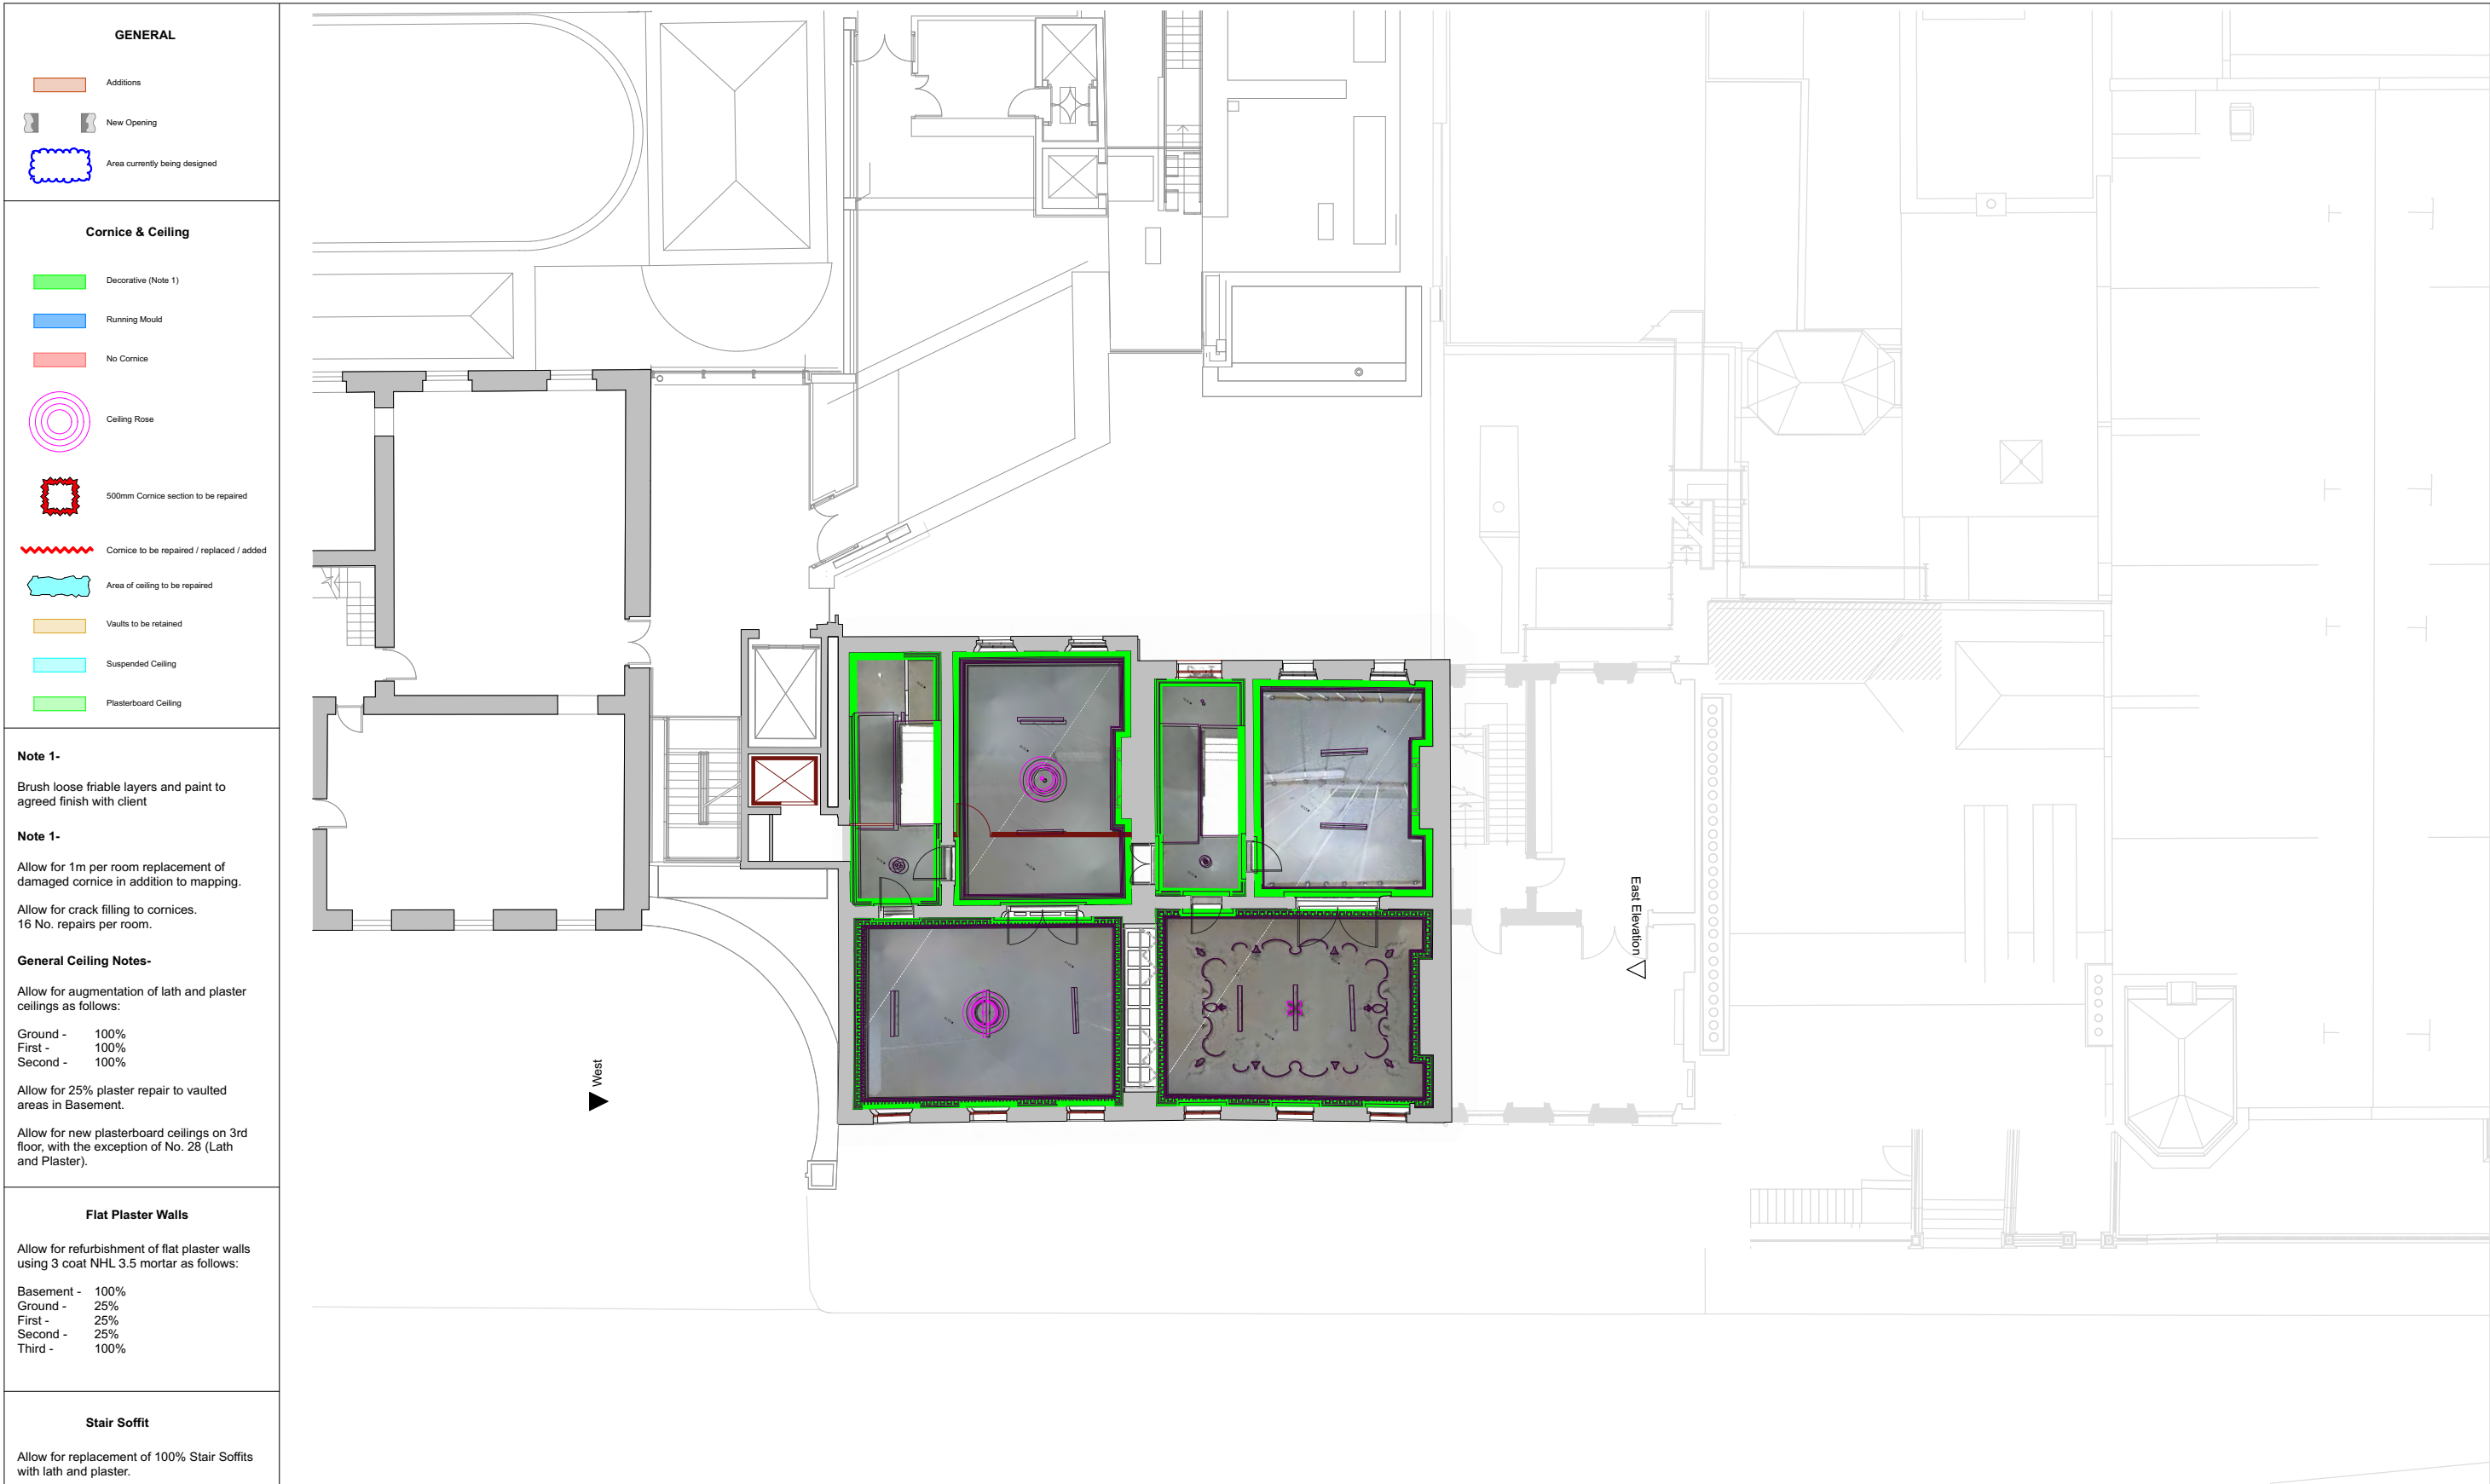 GENERAL
Additions
New Opening
Area currently being designed
Cornice & Ceiling
Decorative (Note 1)
Running Mould
No Cornice
Ceiling Rose
500mm Cornice section to be repaired
Cornice to be repaired / replaced / added
Area of ceiling to be repaired
Vaults to be retained
Suspended Ceiling
Plasterboard Ceiling
Note 1-
Brush loose friable layers and paint to
agreed finish with client
Note 1-
Allow for 1m per room replacement of
damaged cornice in addition to mapping.
Allow for crack filling to cornices.
16 No. repairs per room.
General Ceiling Notes-
Allow for augmentation of lath and plaster
ceilings as follows:
Ground - 100%
First - 100%
Second - 100%
Allow for 25% plaster repair to vaulted
areas in Basement.
Allow for new plasterboard ceilings on 3rd
floor, with the exception of No. 28 (Lath
and Plaster).
Flat Plaster Walls
Allow for refurbishment of flat plaster walls
using 3 coat NHL 3.5 mortar as follows:
Basement - 100%
Ground - 25%
First - 25%
Second - 25%
Third - 100%
Stair Soffit
Allow for replacement of 100% Stair Soffits
with lath and plaster.
West
East Elevation